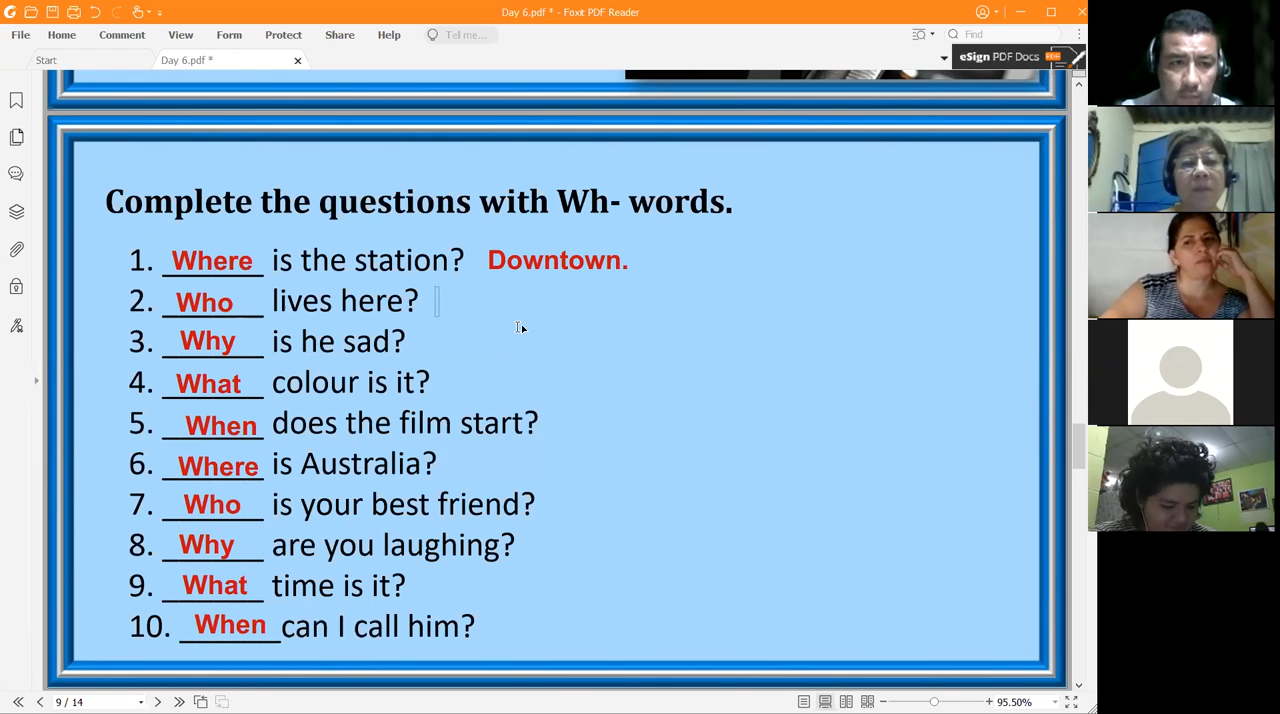 Day 6.pdf * - Foxit PDF Reader
File Home Comment View Form Protect Share Help Tell me... Find
Start Day 6.pdf * eSign PDF Docs PDF
Complete the questions with Wh- words.
1. Where is the station? Downtown.
2. Who lives here?
3. Why is he sad?
4. What colour is it?
5. When does the film start?
6. Where is Australia?
7. Who is your best friend?
8. Why are you laughing?
9. What time is it?
10. When can I call him?
9 / 14 95.50%